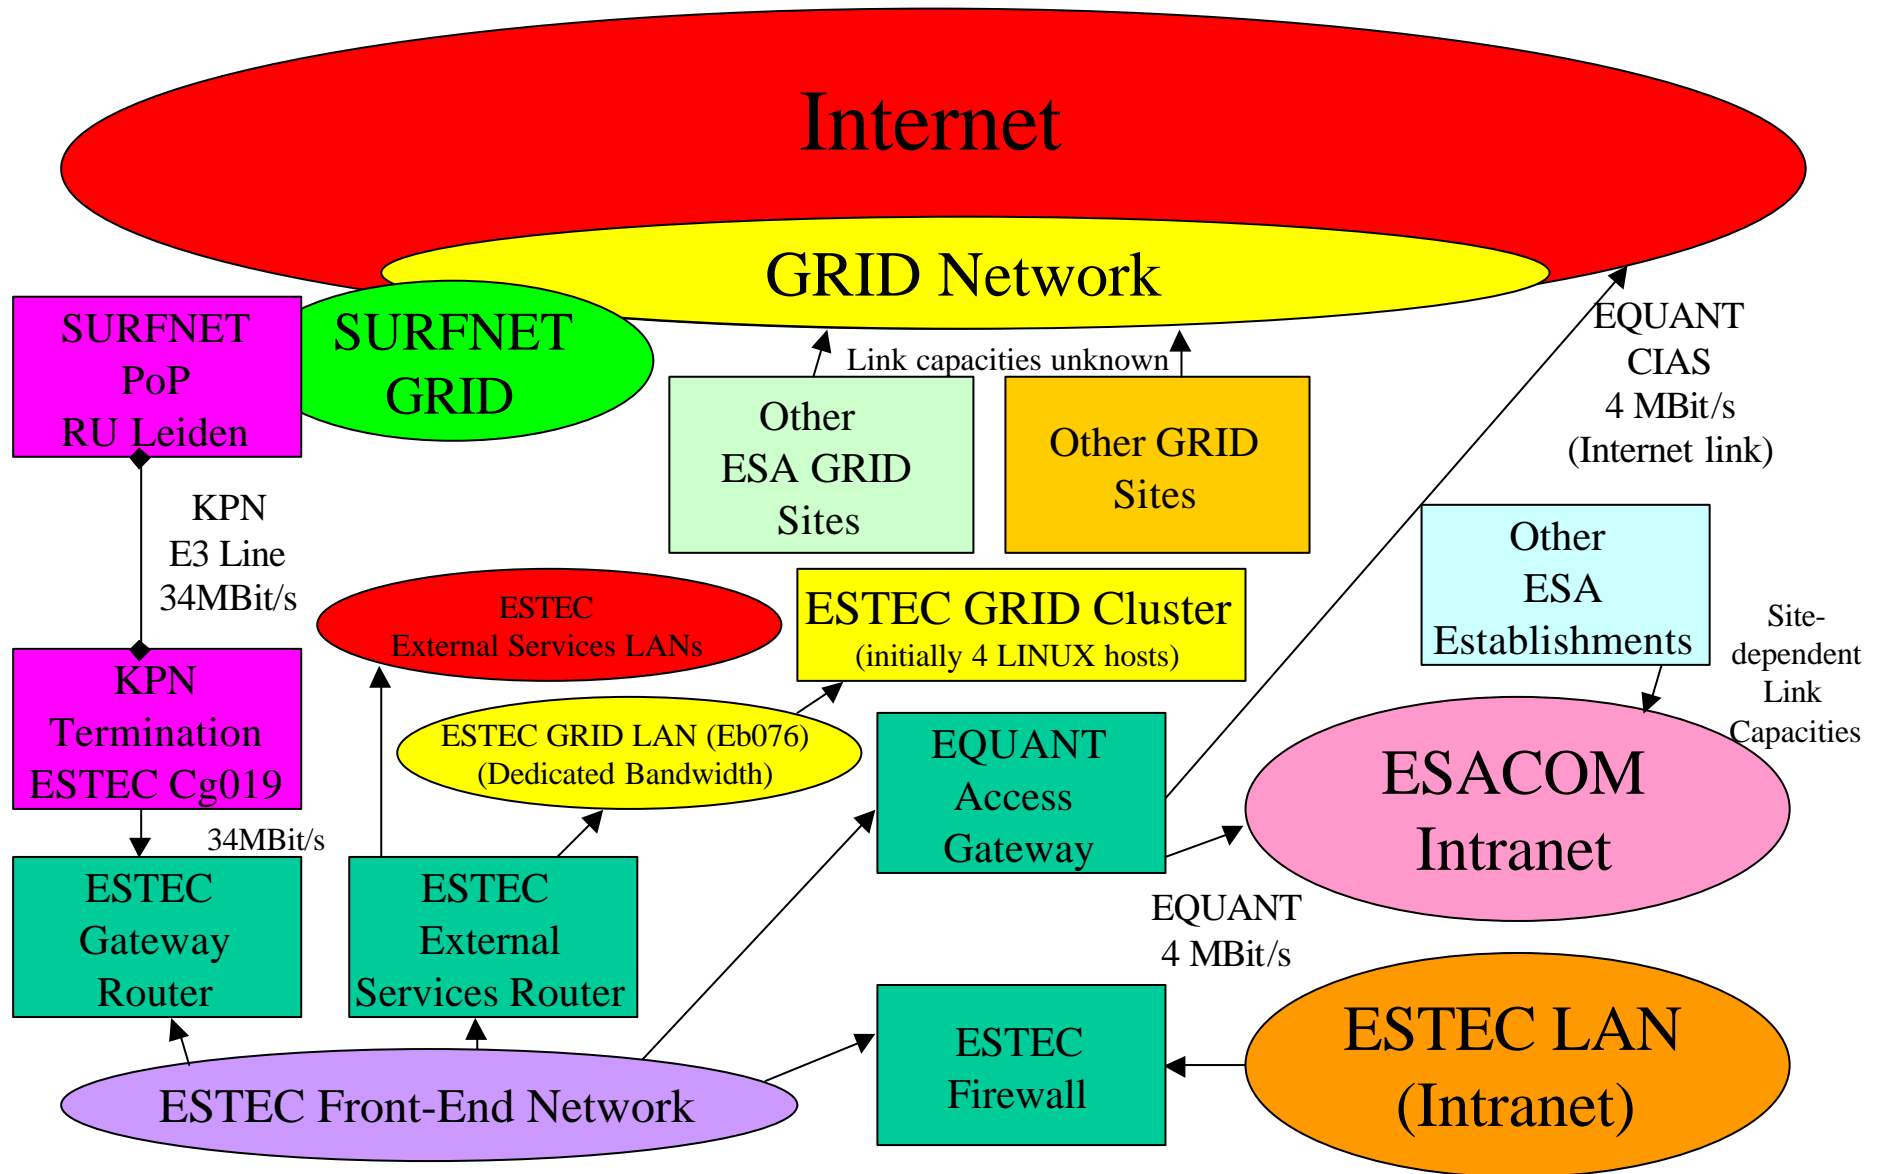 Internet
GRID Network
SURFNET
PoP
RU Leiden
SURFNET
GRID
Link capacities unknown
EQUANT
CIAS
4 MBit/s
(Internet link)
Other
ESA GRID
Sites
Other GRID
Sites
KPN
E3 Line
34MBit/s
Other
ESA
Establishments
ESTEC
External Services LANs
ESTEC GRID Cluster
(initially 4 LINUX hosts)
Site-
dependent
Link
Capacities
KPN
Termination
ESTEC Cg019
ESTEC GRID LAN (Eb076)
(Dedicated Bandwidth)
EQUANT
Access
Gateway
ESACOM
Intranet
34MBit/s
ESTEC
Gateway
Router
ESTEC
External
Services Router
EQUANT
4 MBit/s
ESTEC
Firewall
ESTEC LAN
(Intranet)
ESTEC Front-End Network